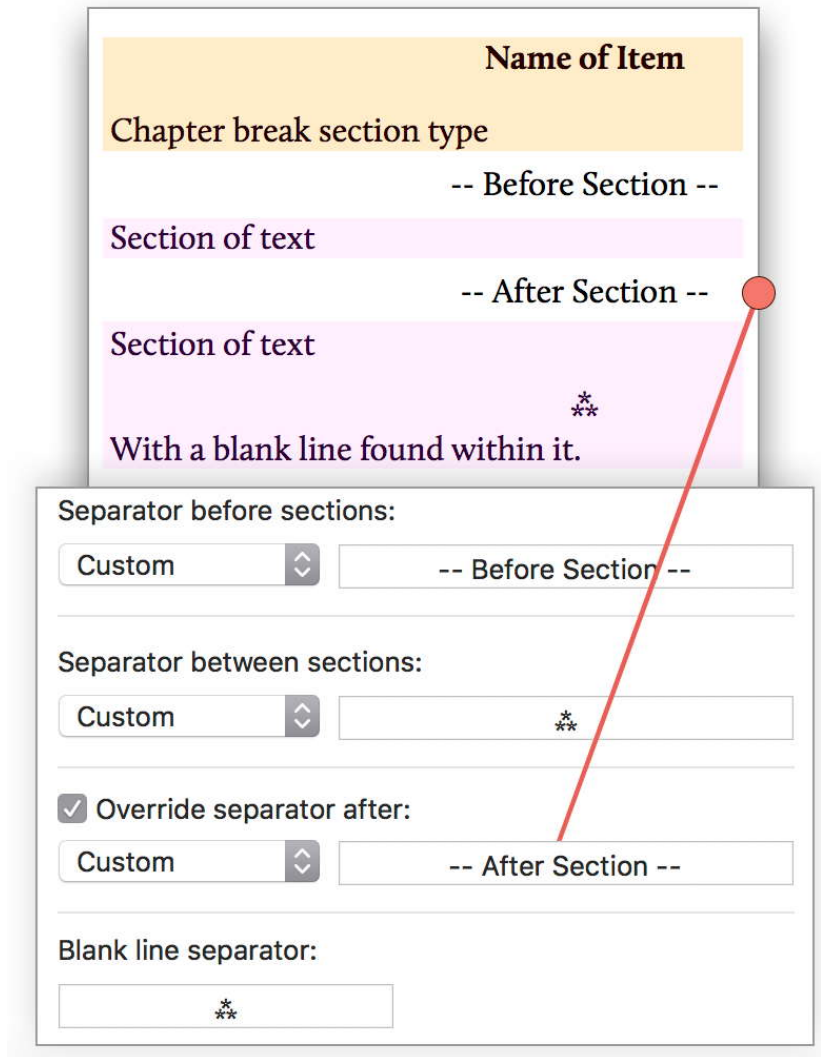 Name of Item
Chapter break section type
-- Before Section --
Section of text
-- After Section --
Section of text
⁂
With a blank line found within it.
Separator before sections:
Custom -- Before Section --
Separator between sections:
Custom ⁂
Override separator after:
Custom -- After Section --
Blank line separator:
⁂